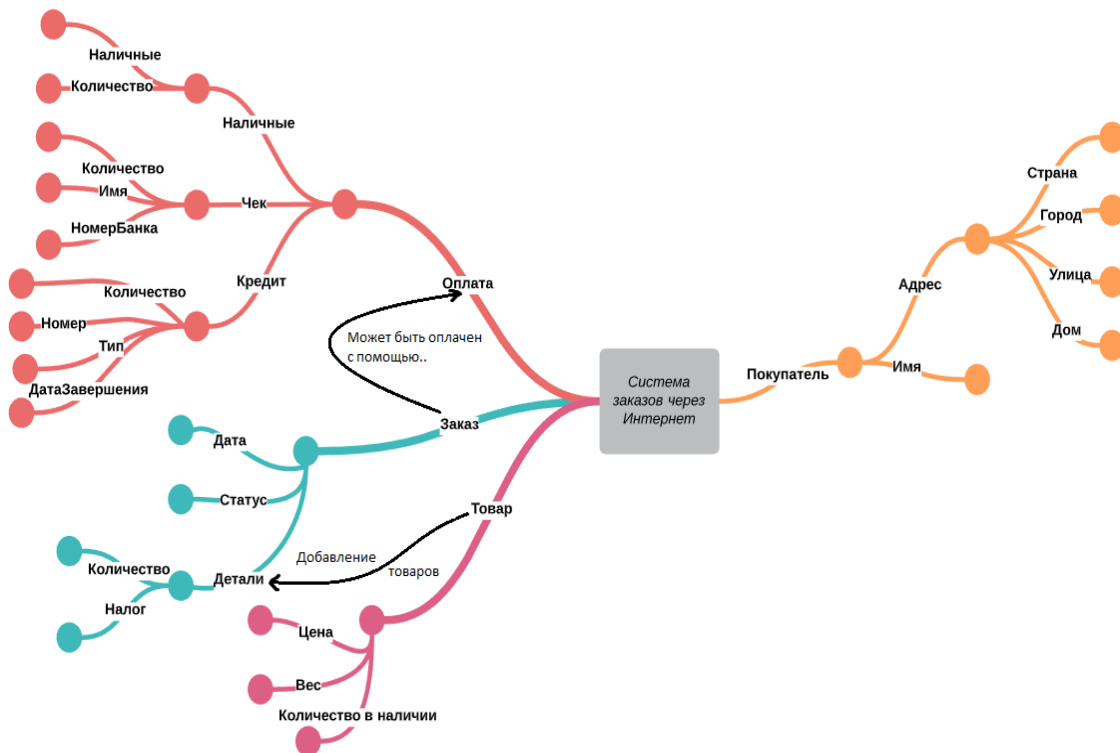 Наличные
Количество
Наличные
Количество
Имя
НомерБанка
Чек
Количество
Номер
Тип
ДатаЗавершения
Кредит
Оплата
Может быть оплачен
с помощью..
Заказ
Дата
Статус
Детали
Количество
Налог
Добавление
товаров
Товар
Цена
Вес
Количество в наличии
Система
заказов через
Интернет
Покупатель
Имя
Адрес
Страна
Город
Улица
Дом